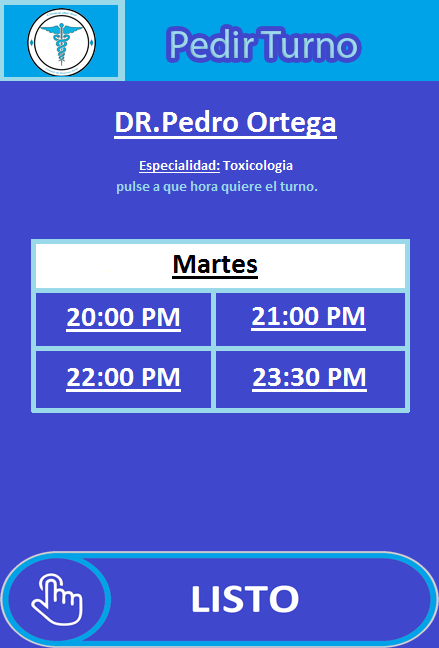 Pedir Turno
DR.Pedro Ortega
Especialidad: Toxicologia
pulse a que hora quiere el turno.
Martes
20:00 PM
21:00 PM
22:00 PM
23:30 PM
LISTO